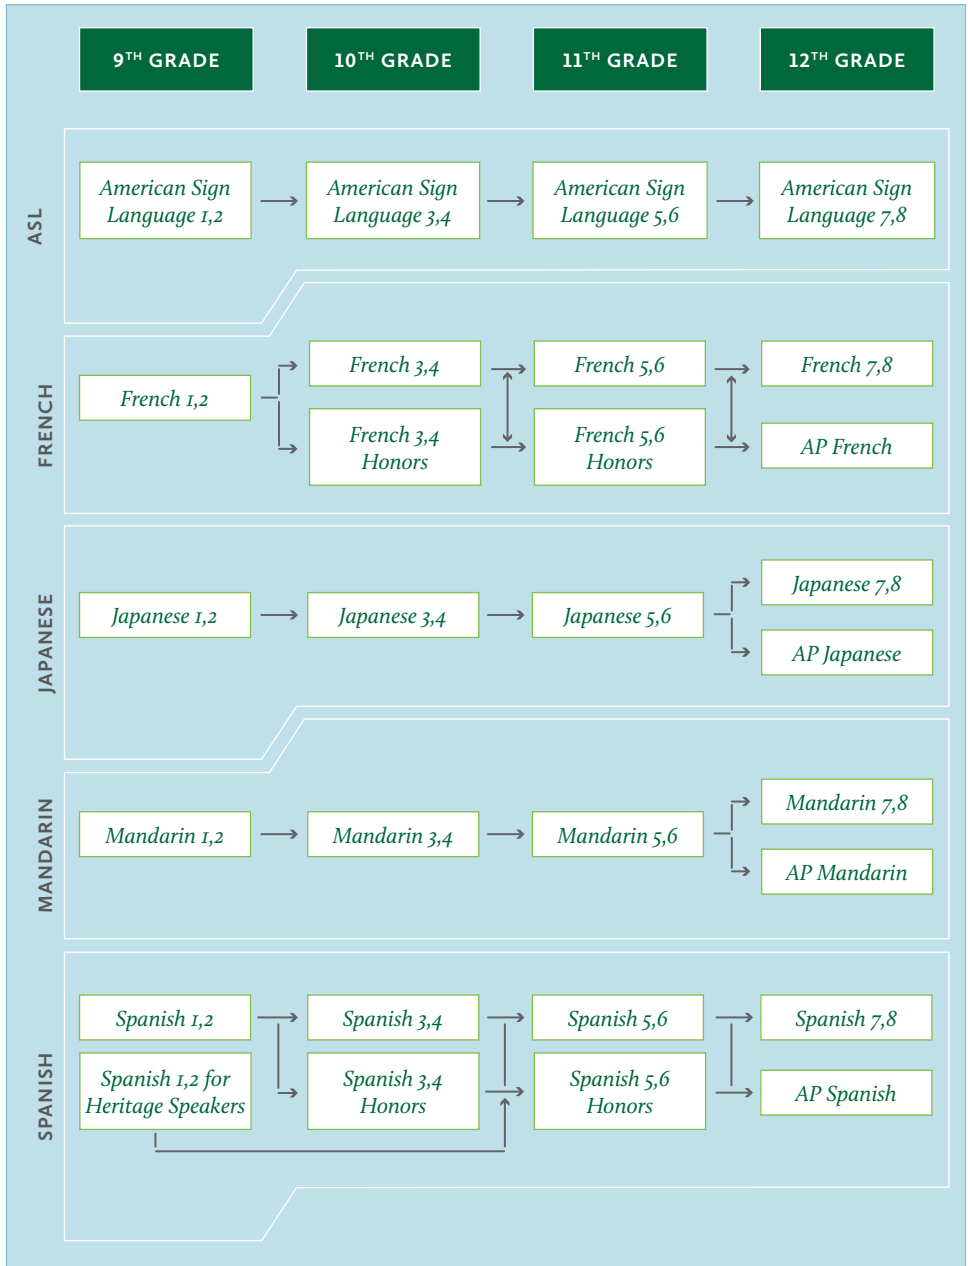 9TH GRADE
10TH GRADE
11TH GRADE
12TH GRADE
ASL
American Sign
Language 1,2
American Sign
Language 3,4
American Sign
Language 5,6
American Sign
Language 7,8
FRENCH
French 1,2
French 3,4
French 3,4
Honors
French 5,6
French 5,6
Honors
French 7,8
AP French
JAPANESE
Japanese 1,2
Japanese 3,4
Japanese 5,6
Japanese 7,8
AP Japanese
MANDARIN
Mandarin 1,2
Mandarin 3,4
Mandarin 5,6
Mandarin 7,8
AP Mandarin
SPANISH
Spanish 1,2
Spanish 1,2 for
Heritage Speakers
Spanish 3,4
Spanish 3,4
Honors
Spanish 5,6
Spanish 5,6
Honors
Spanish 7,8
AP Spanish